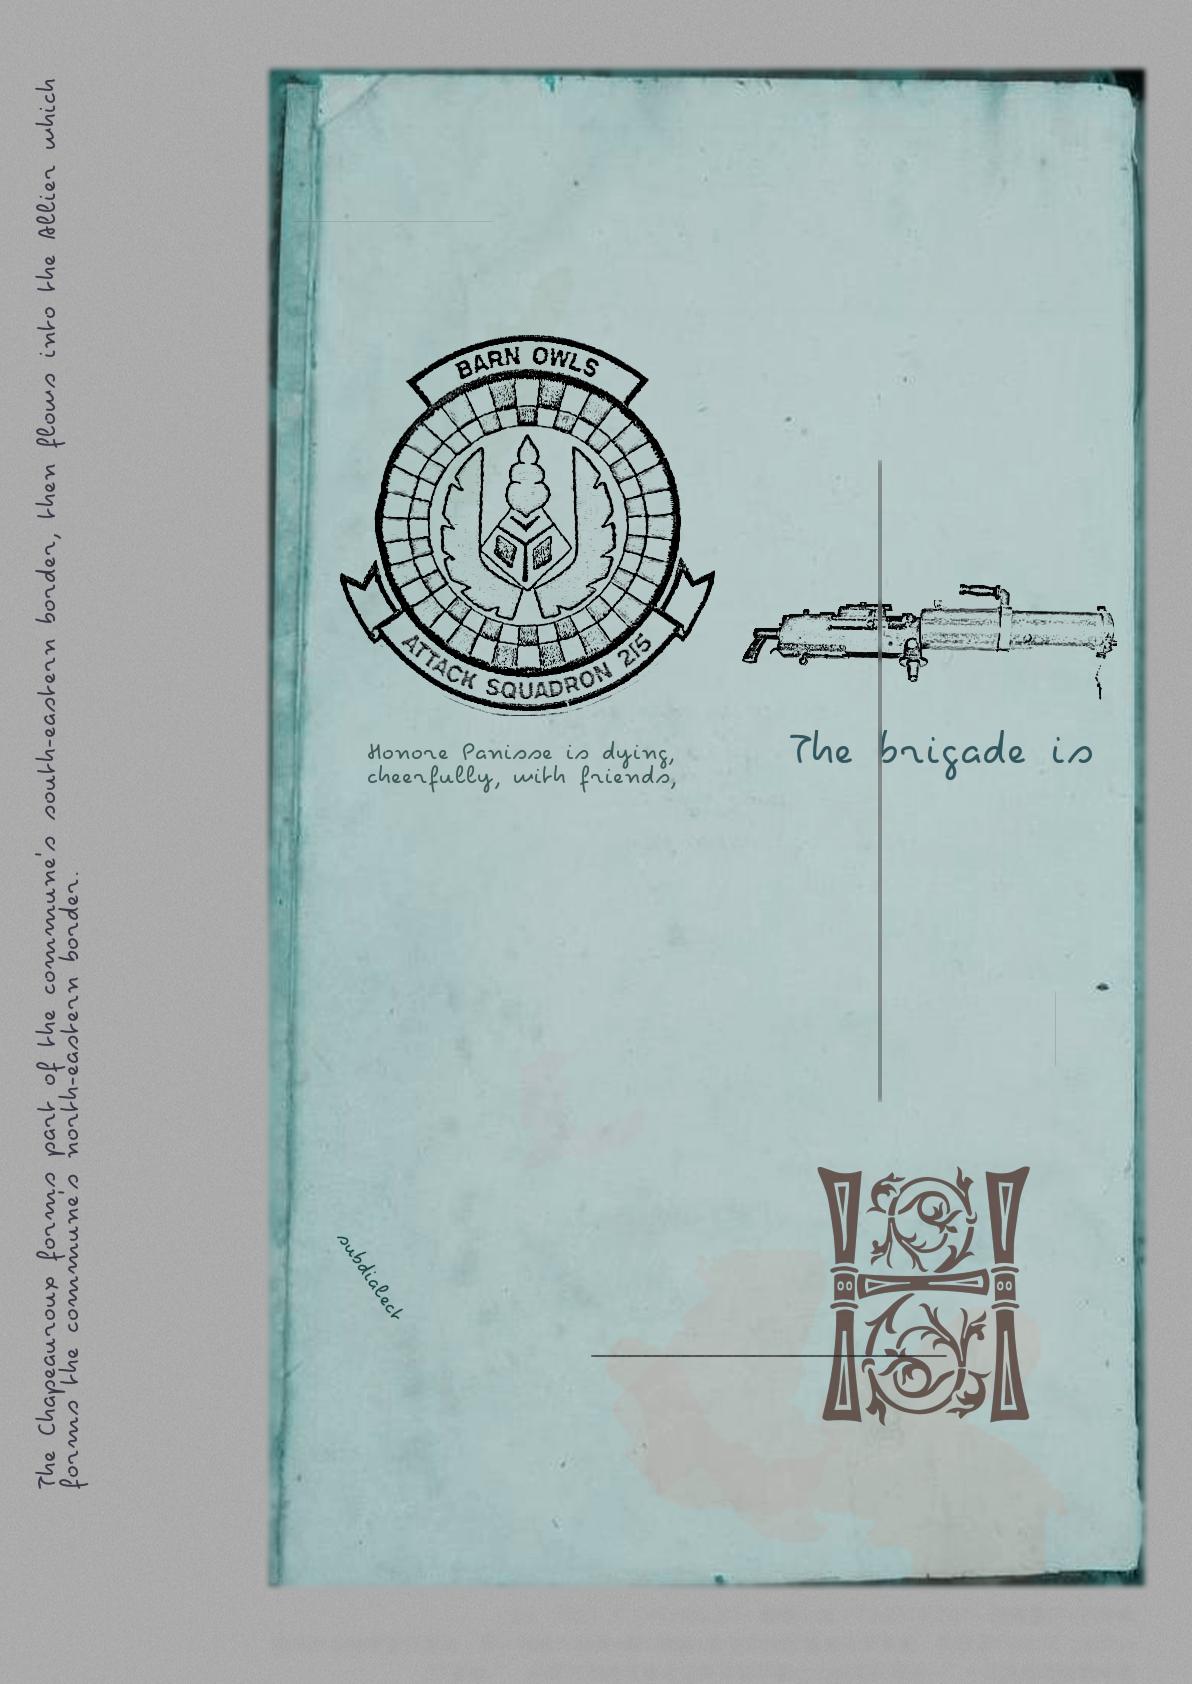 The Chapeauroux forms part of the commune's south-eastern border, then flows into the Allier which
forms the commune's north-eastern border.
BARN OWLS
ATTACK SQUADRON 215
Honore Panisse is dying,
cheerfully, with friends,
The brigade is
subdialect
H